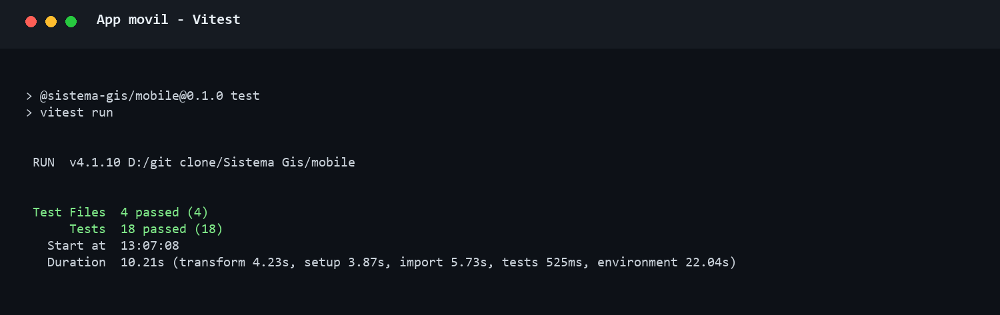 App movil - Vitest
> @sistema-gis/mobile@0.1.0 test
> vitest run
RUN  v4.1.10 D:/git clone/Sistema Gis/mobile
Test Files  4 passed (4)
Tests  18 passed (18)
Start at  13:07:08
Duration  10.21s (transform 4.23s, setup 3.87s, import 5.73s, tests 525ms, environment 22.04s)